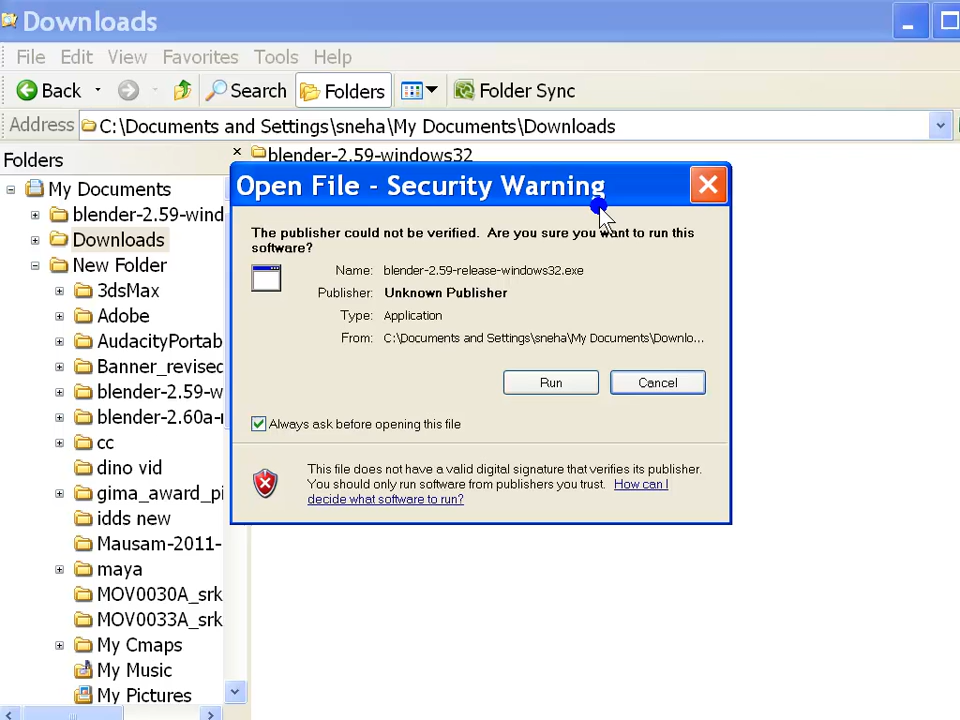 Downloads
File Edit View Favorites Tools Help
Back Search Folders Folder Sync
Address C:\Documents and Settings\sneha\My Documents\Downloads
Folders
blender-2.59-windows32
My Documents
blender-2.59-wind
Downloads
New Folder
3dsMax
Adobe
AudacityPortab
Banner_revised
blender-2.59-w
blender-2.60a-r
cc
dino vid
gima_award_pi
idds new
Mausam-2011-
maya
MOV0030A_srk
MOV0033A_srk
My Cmaps
My Music
My Pictures
Open File - Security Warning
The publisher could not be verified. Are you sure you want to run this
software?
Name: blender-2.59-release-windows32.exe
Publisher: Unknown Publisher
Type: Application
From: C:\Documents and Settings\sneha\My Documents\Downlo...
Run Cancel
Always ask before opening this file
This file does not have a valid digital signature that verifies its publisher.
You should only run software from publishers you trust. How can I
decide what software to run?